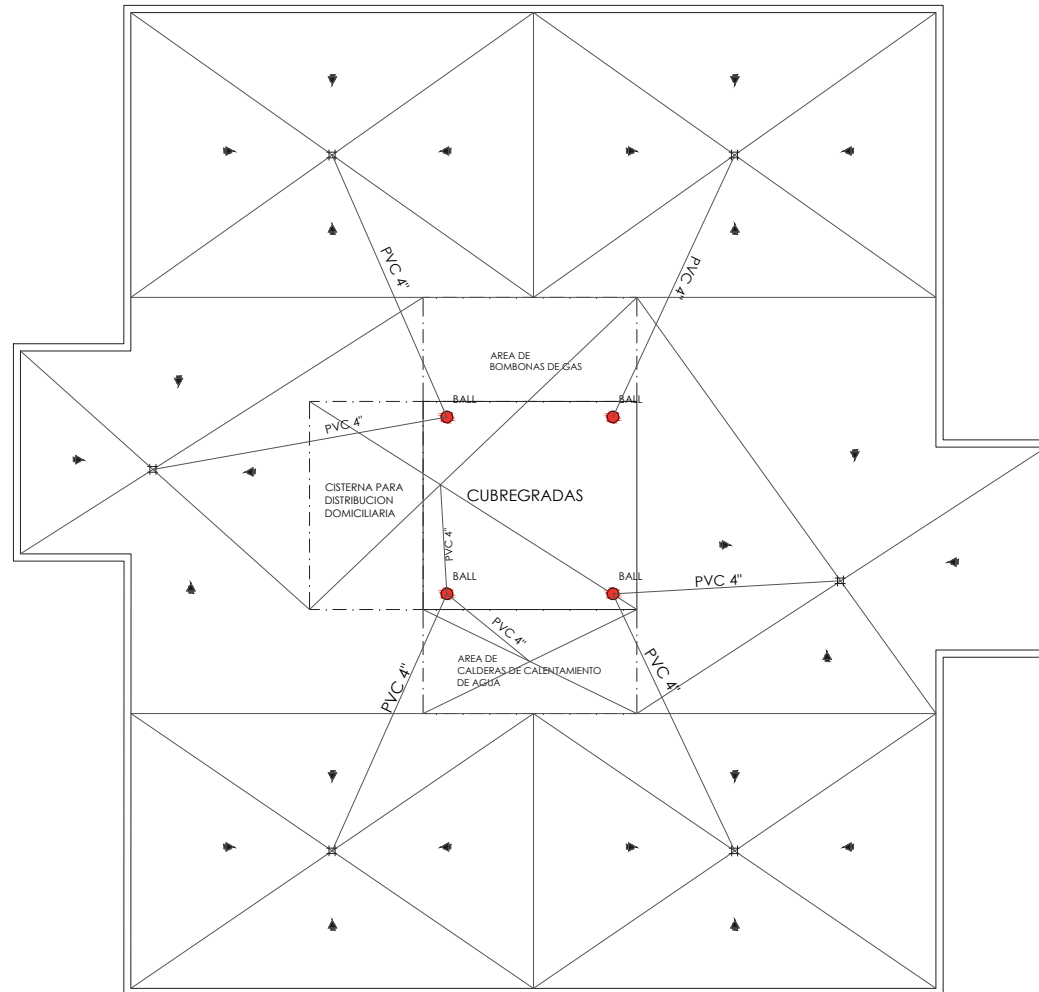 PVC 4"
PVC 4"
AREA DE
BOMBONAS DE GAS
BALL
BALL
PVC 4"
CISTERNA PARA
DISTRIBUCION
DOMICILIARIA
CUBREGRADAS
PVC 4"
BALL
BALL
PVC 4"
PVC 4"
AREA DE
CALDERAS DE CALENTAMIENTO
DE AGUA
PVC 4"
PVC 4"